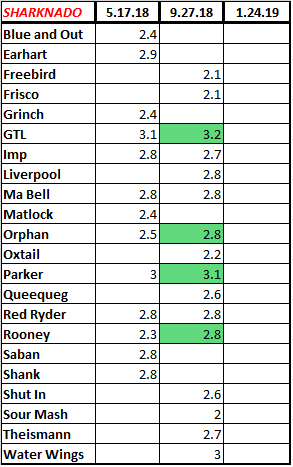 SHARKNADO 5.17.18 9.27.18 1.24.19
Blue and Out 2.4
Earhart 2.9
Freebird 2.1
Frisco 2.1
Grinch 2.4
GTL 3.1 3.2
Imp 2.8 2.7
Liverpool 2.8
Ma Bell 2.8 2.8
Matlock 2.4
Orphan 2.5 2.8
Oxtail 2.2
Parker 3 3.1
Queequeg 2.6
Red Ryder 2.8 2.8
Rooney 2.3 2.8
Saban 2.8
Shank 2.8
Shut In 2.6
Sour Mash 2
Theismann 2.7
Water Wings 3